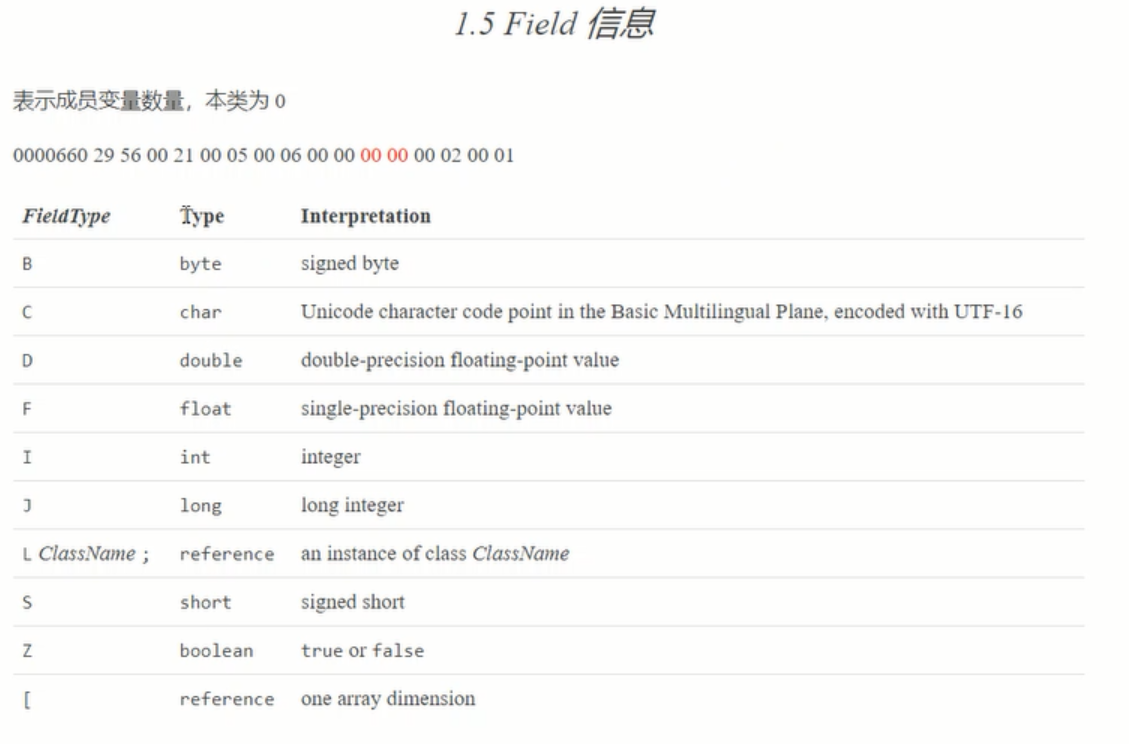 1.5 Field 信息
表示成员变量数量，本类为 0
0000660 29 56 00 21 00 05 00 06 00 00 00 00 00 02 00 01
FieldType Type Interpretation
B byte signed byte
C char Unicode character code point in the Basic Multilingual Plane, encoded with UTF-16
D double double-precision floating-point value
F float single-precision floating-point value
I int integer
J long long integer
L ClassName ; reference an instance of class ClassName
S short signed short
Z boolean true or false
[ reference one array dimension